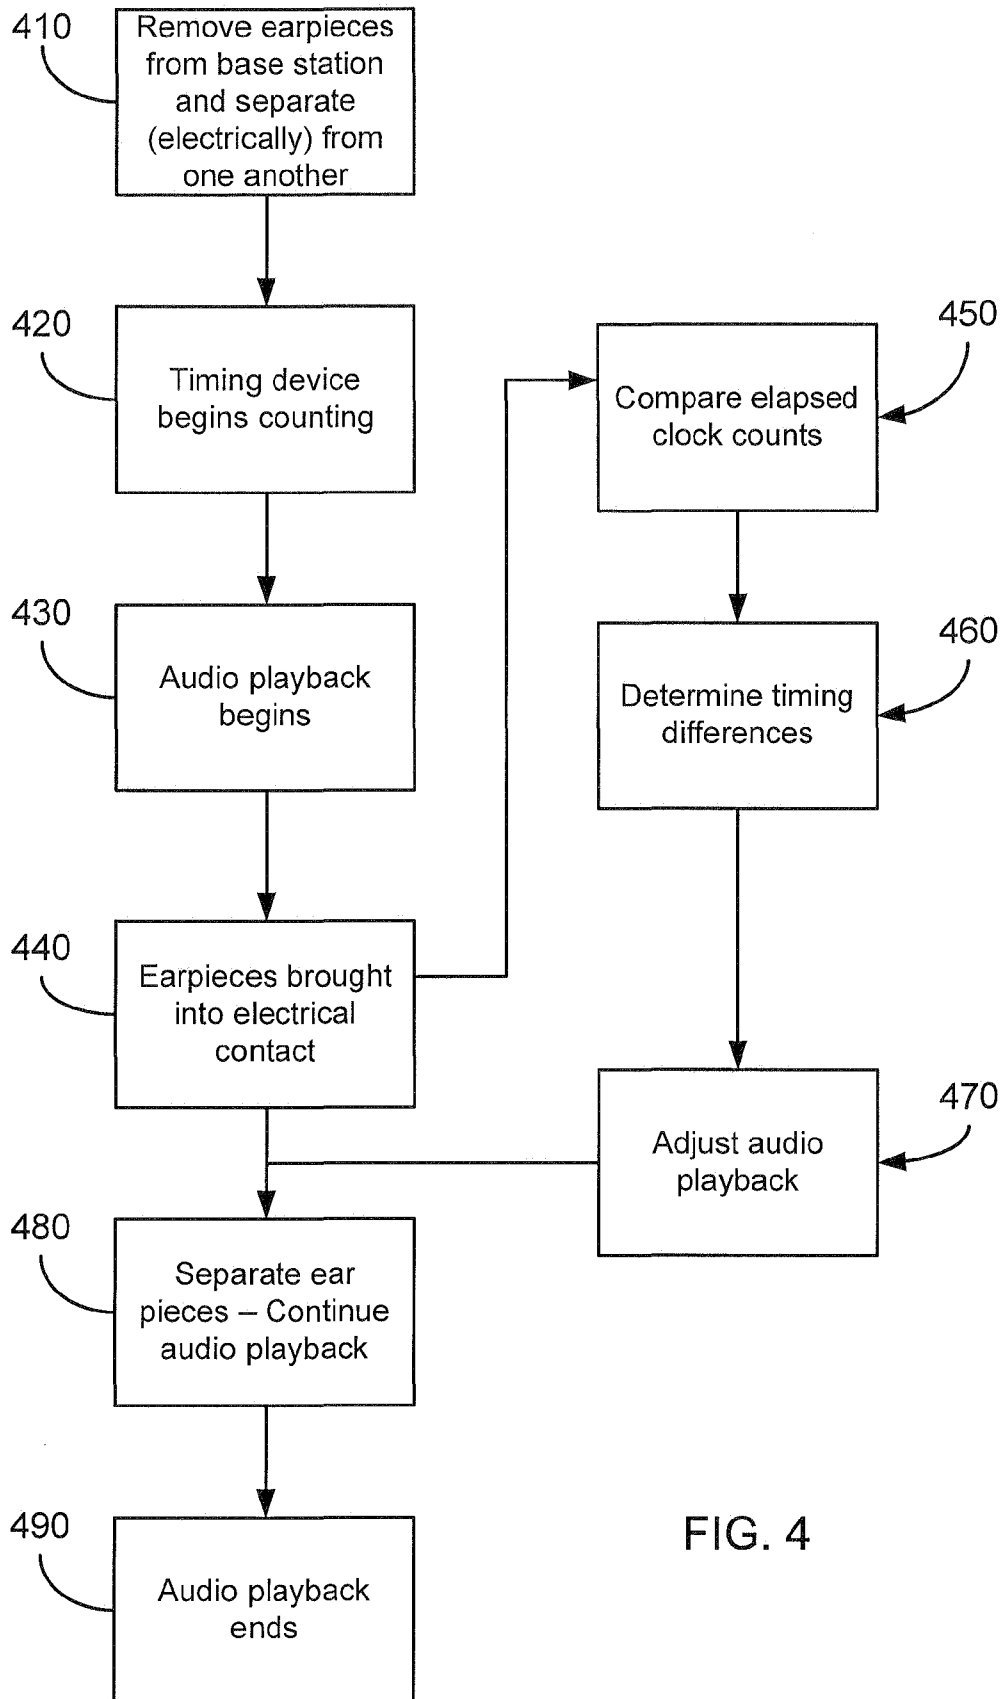 410
Remove earpieces
from base station
and separate
(electrically) from
one another
420
Timing device
begins counting
430
Audio playback
begins
440
Earpieces brought
into electrical
contact
450
Compare elapsed
clock counts
460
Determine timing
differences
470
Adjust audio
playback
480
Separate ear
pieces – Continue
audio playback
490
Audio playback
ends
FIG. 4